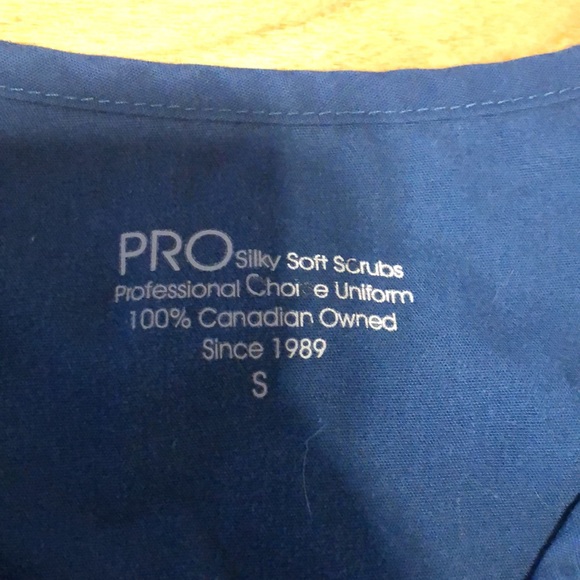 PRO Silky Soft Scrubs
Professional Choice Uniform
100% Canadian Owned
Since 1989
S